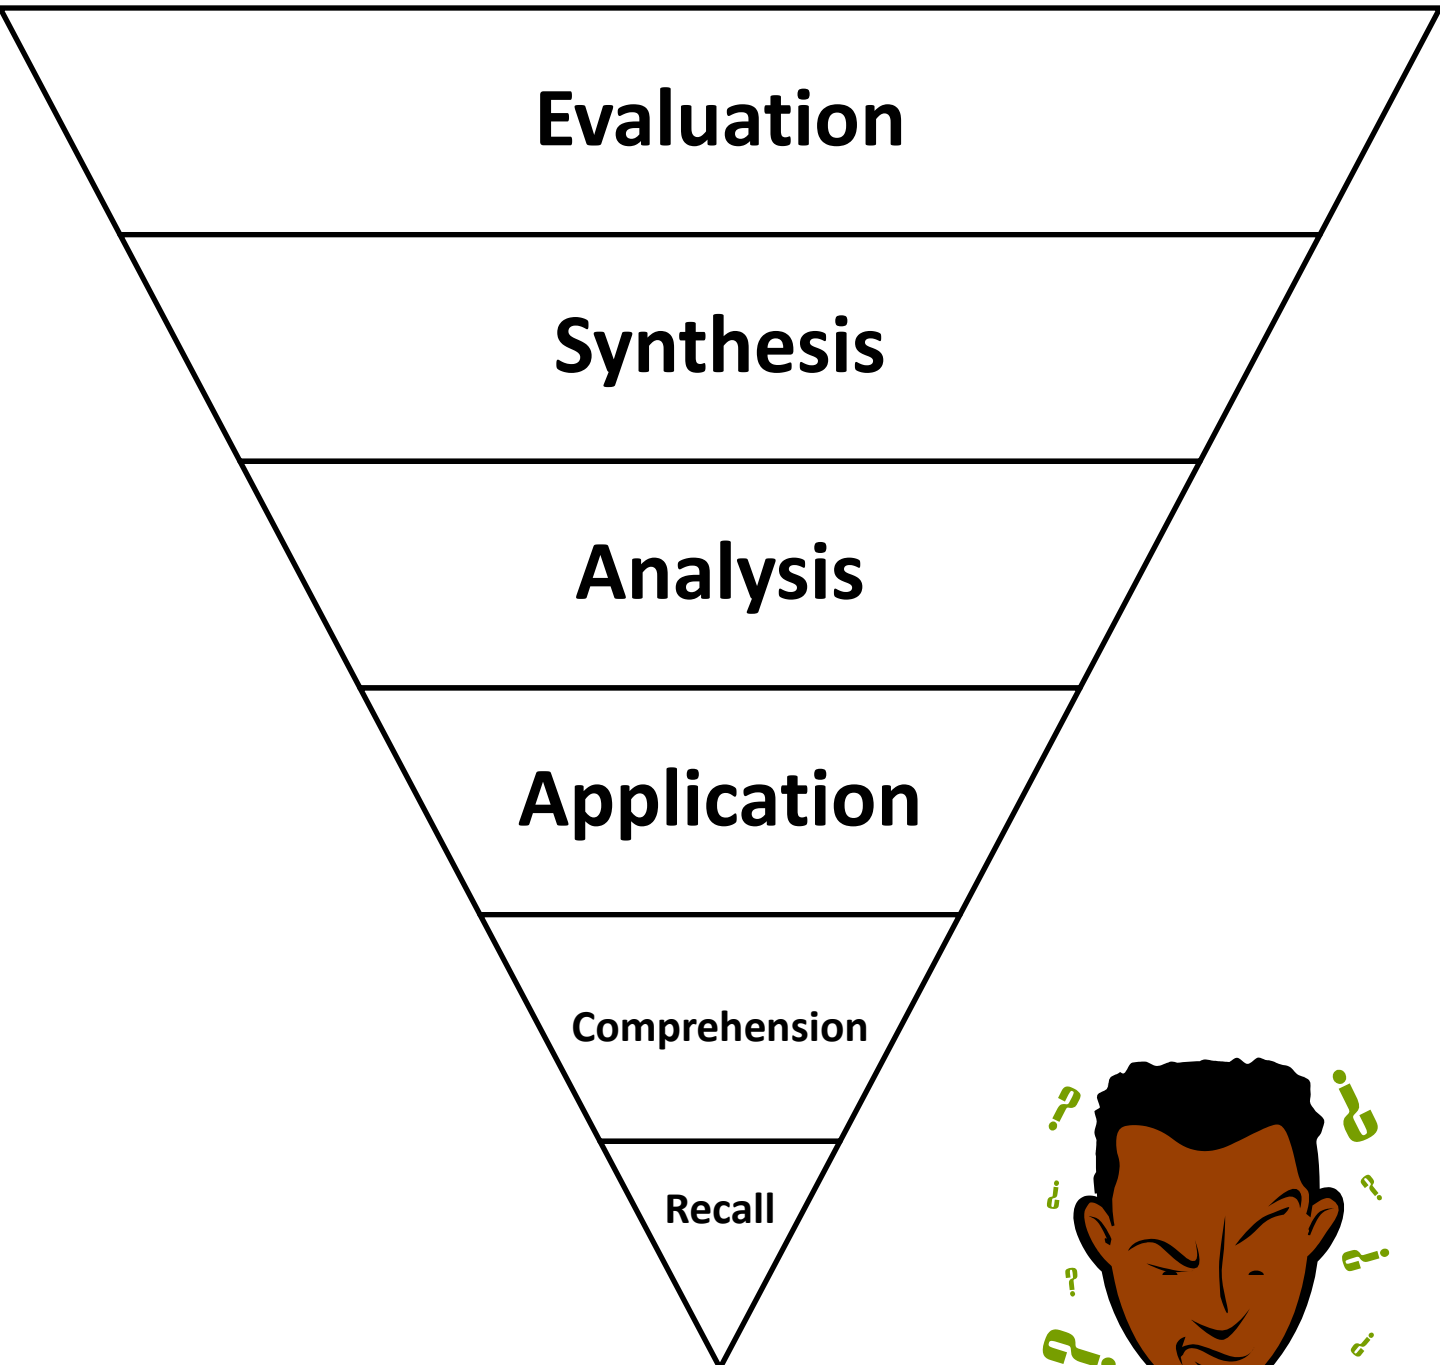 Evaluation
Synthesis
Analysis
Application
Comprehension
Recall